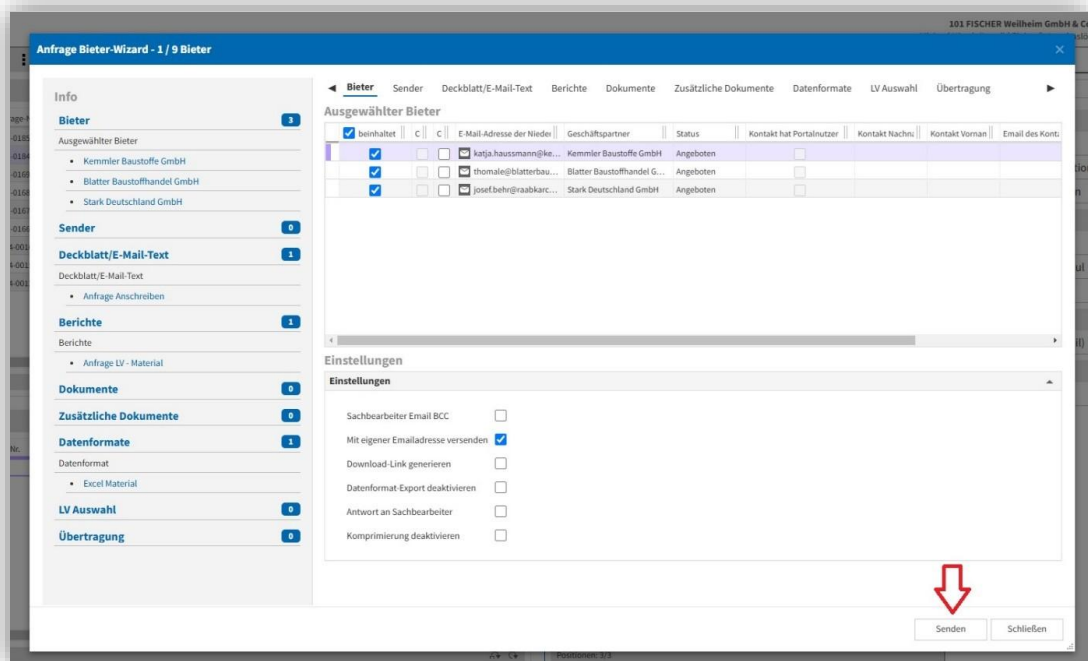 101 FISCHER Weilheim GmbH & Co
Anfrage Bieter-Wizard - 1 / 9 Bieter
Info
Bieter 3
Ausgewählter Bieter
• Kemmler Baustoffe GmbH
• Blatter Baustoffhandel GmbH
• Stark Deutschland GmbH
Sender 0
Deckblatt/E-Mail-Text 1
Deckblatt/E-Mail-Text
• Anfrage Anschreiben
Berichte 1
Berichte
• Anfrage LV - Material
Dokumente 0
Zusätzliche Dokumente 0
Datenformate 1
Datenformat
• Excel Material
LV Auswahl 0
Übertragung 0
Bieter Sender Deckblatt/E-Mail-Text Berichte Dokumente Zusätzliche Dokumente Datenformate LV Auswahl Übertragung
Ausgewählter Bieter
beinhaltet C C E-Mail-Adresse der Nieder Geschäftspartner Status Kontakt hat Portalnutzer Kontakt Nachna Kontakt Vornan Email des Konta
katja.haussmann@ke... Kemmler Baustoffe GmbH Angeboten
thomale@blatterbau... Blatter Baustoffhandel G... Angeboten
josef.behr@raabkarc... Stark Deutschland GmbH Angeboten
Einstellungen
Einstellungen
Sachbearbeiter Email BCC
Mit eigener Emailadresse versenden
Download-Link generieren
Datenformat-Export deaktivieren
Antwort an Sachbearbeiter
Komprimierung deaktivieren
Senden Schließen
Positionen: 3/3